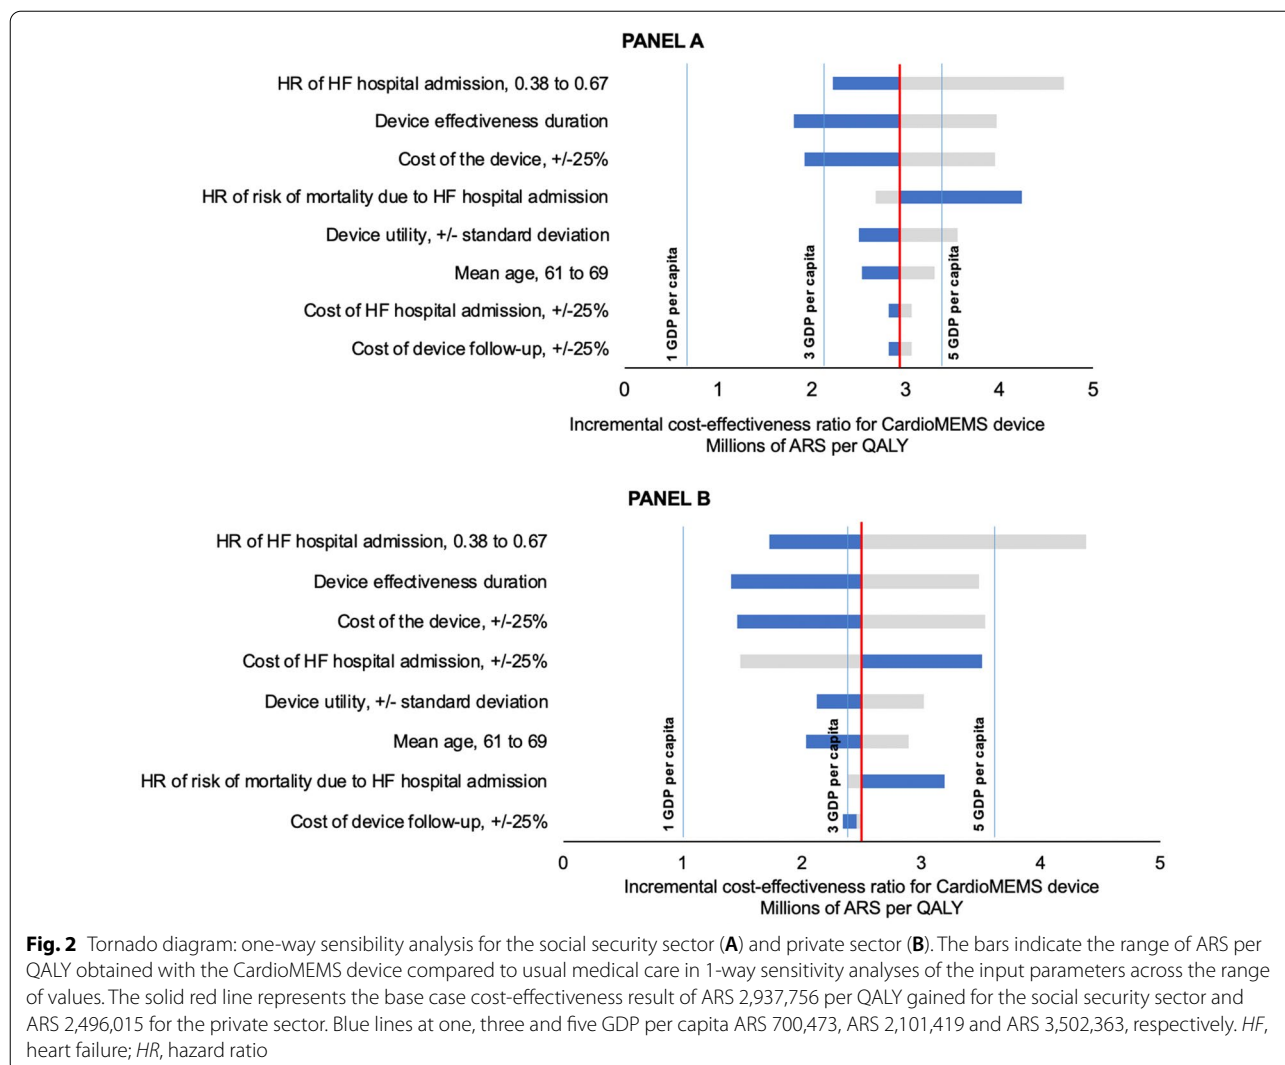 PANEL A
HR of HF hospital admission, 0.38 to 0.67
Device effectiveness duration
Cost of the device, +/-25%
HR of risk of mortality due to HF hospital admission
Device utility, +/- standard deviation
Mean age, 61 to 69
Cost of HF hospital admission, +/-25%
Cost of device follow-up, +/-25%
1 GDP per capita
3 GDP per capita
5 GDP per capita
0 1 2 3 4 5
Incremental cost-effectiveness ratio for CardioMEMS device
Millions of ARS per QALY
PANEL B
HR of HF hospital admission, 0.38 to 0.67
Device effectiveness duration
Cost of the device, +/-25%
Cost of HF hospital admission, +/-25%
Device utility, +/- standard deviation
Mean age, 61 to 69
HR of risk of mortality due to HF hospital admission
Cost of device follow-up, +/-25%
1 GDP per capita
3 GDP per capita
5 GDP per capita
0 1 2 3 4 5
Incremental cost-effectiveness ratio for CardioMEMS device
Millions of ARS per QALY
Fig. 2 Tornado diagram: one-way sensibility analysis for the social security sector (A) and private sector (B). The bars indicate the range of ARS per
QALY obtained with the CardioMEMS device compared to usual medical care in 1-way sensitivity analyses of the input parameters across the range
of values. The solid red line represents the base case cost-effectiveness result of ARS 2,937,756 per QALY gained for the social security sector and
ARS 2,496,015 for the private sector. Blue lines at one, three and five GDP per capita ARS 700,473, ARS 2,101,419 and ARS 3,502,363, respectively. HF,
heart failure; HR, hazard ratio